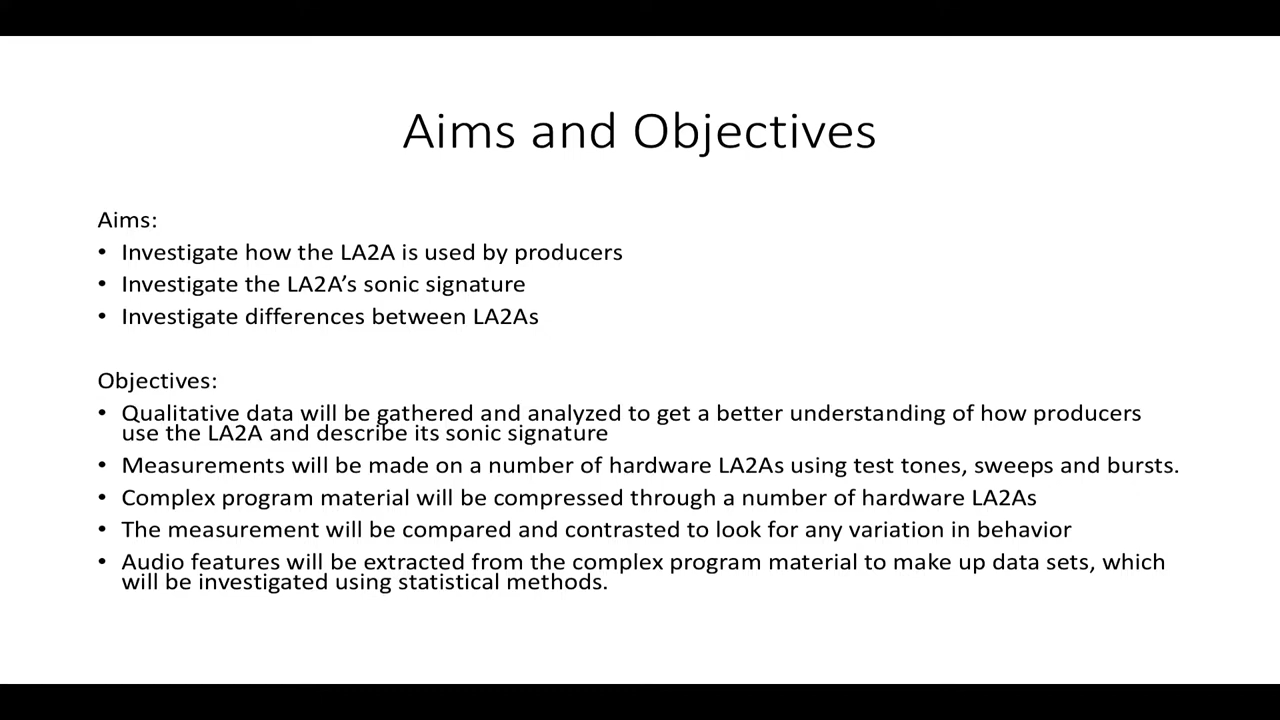 Aims and Objectives
Aims:
• Investigate how the LA2A is used by producers
• Investigate the LA2A’s sonic signature
• Investigate differences between LA2As
Objectives:
• Qualitative data will be gathered and analyzed to get a better understanding of how producers
use the LA2A and describe its sonic signature
• Measurements will be made on a number of hardware LA2As using test tones, sweeps and bursts.
• Complex program material will be compressed through a number of hardware LA2As
• The measurement will be compared and contrasted to look for any variation in behavior
• Audio features will be extracted from the complex program material to make up data sets, which
will be investigated using statistical methods.